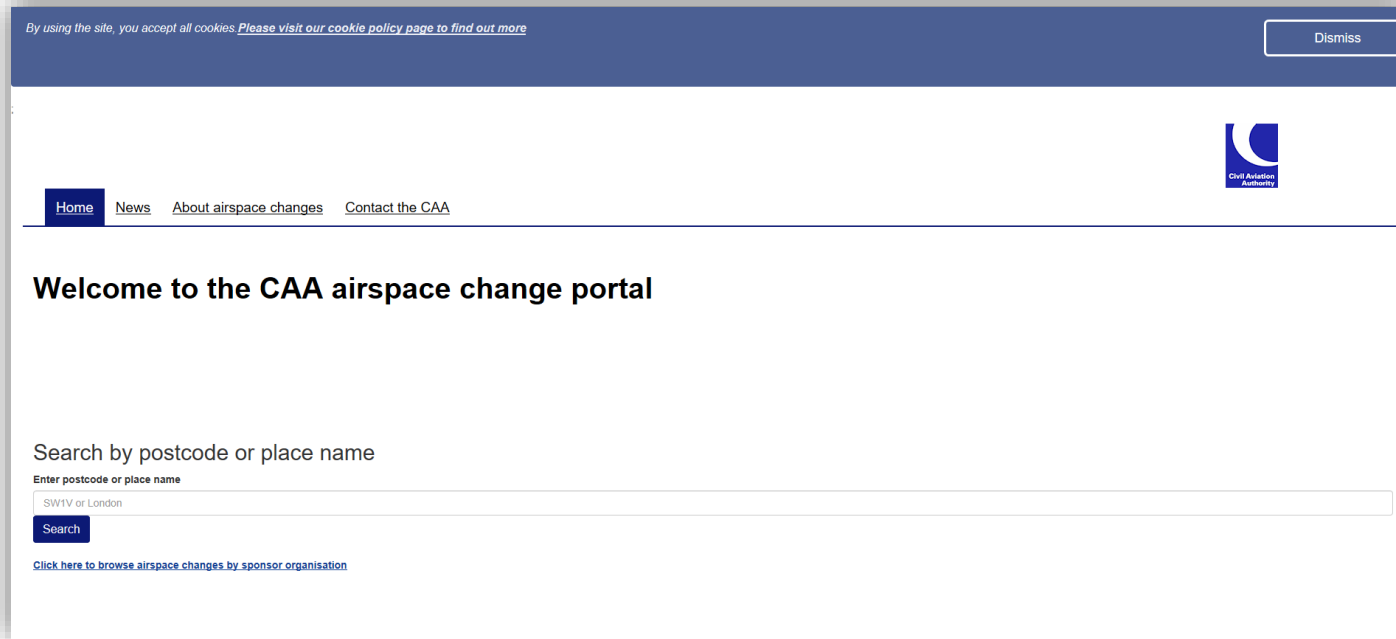 By using the site, you accept all cookies.Please visit our cookie policy page to find out more
Dismiss
;
Civil Aviation
Authority
Home News About airspace changes Contact the CAA
Welcome to the CAA airspace change portal
Search by postcode or place name
Enter postcode or place name
SW1V or London
Search
Click here to browse airspace changes by sponsor organisation